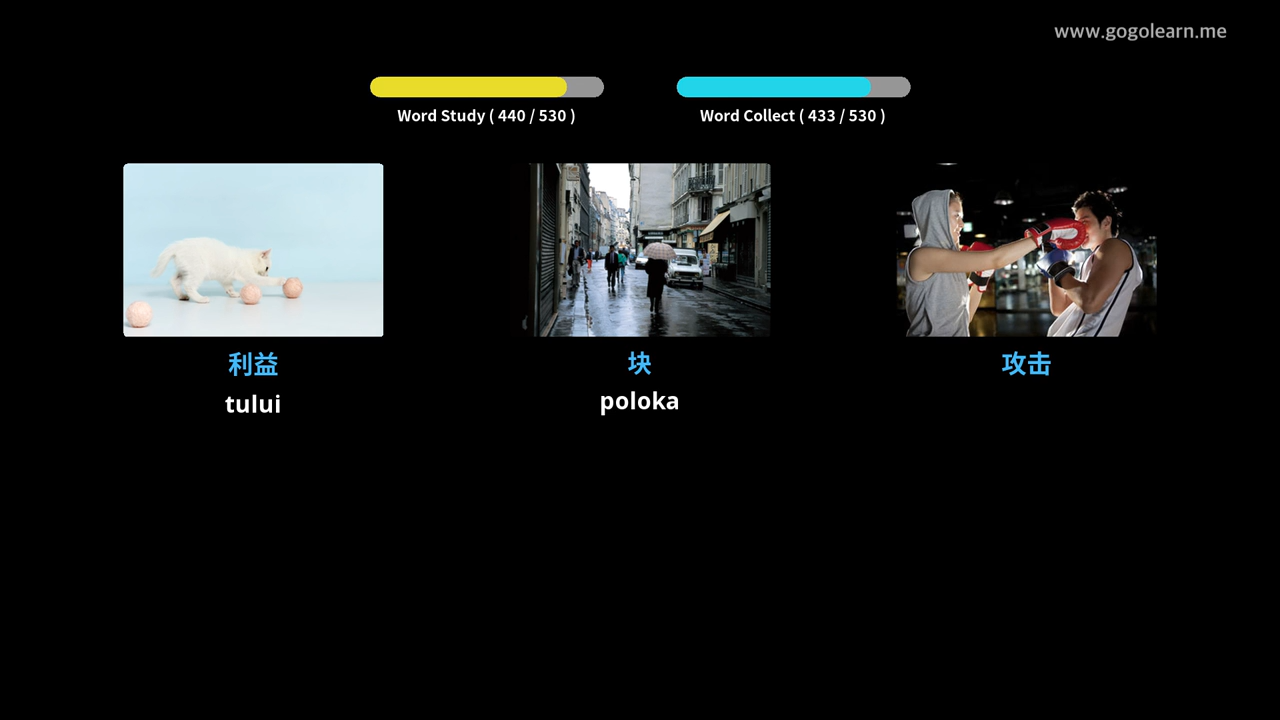 www.gogolearn.me
Word Study ( 440 / 530 )
Word Collect ( 433 / 530 )
利益
块
攻击
tului
poloka